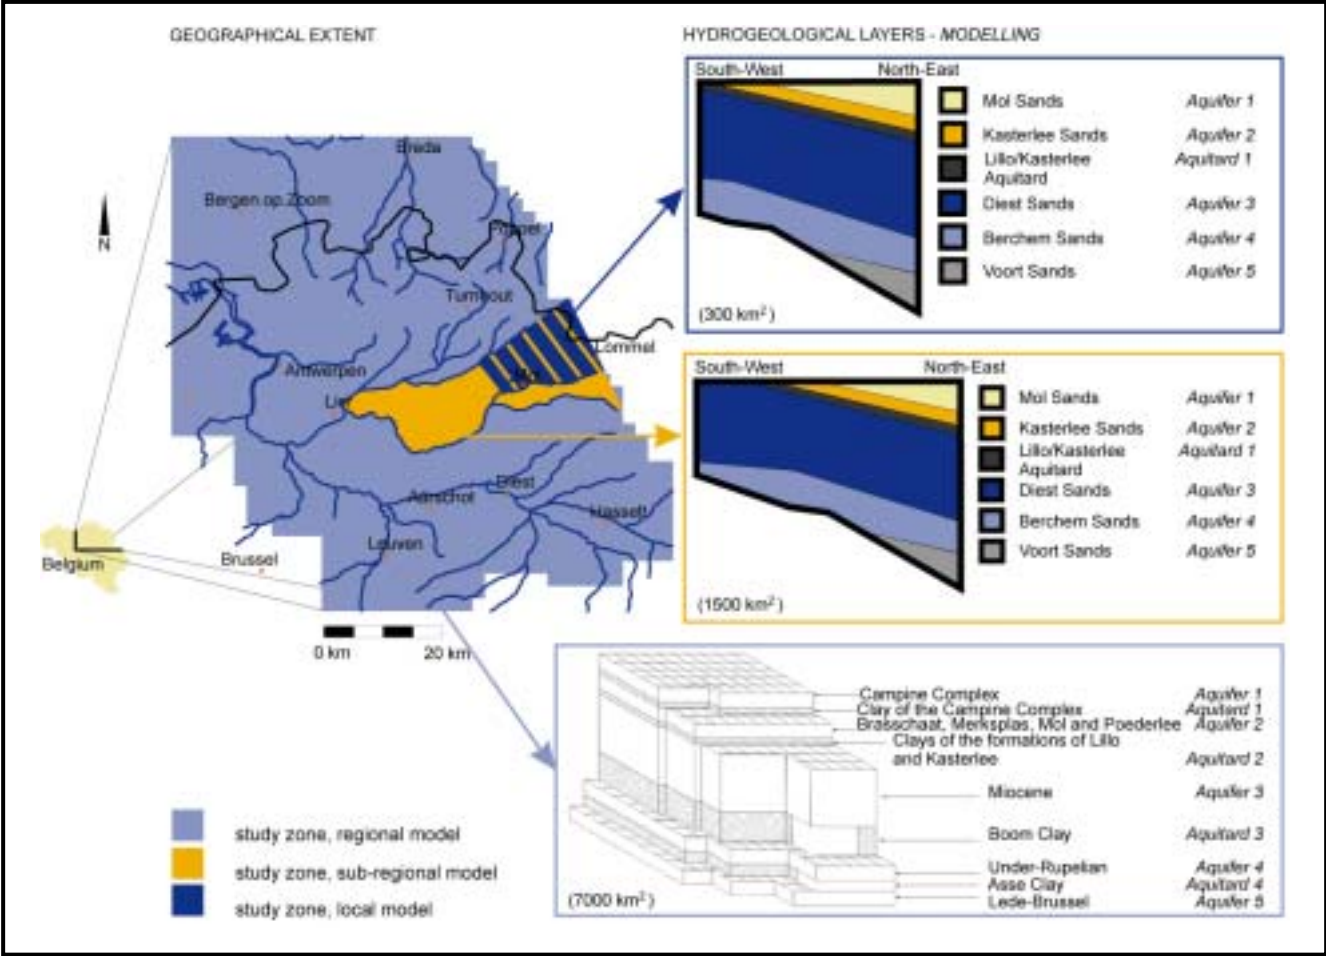 GEOGRAPHICAL EXTENT
HYDROGEOLOGICAL LAYERS - MODELLING
South-West North-East
Mol Sands Aquifer 1
Kasterlee Sands Aquifer 2
Lillo/Kasterlee Aquitard 1
Aquitard
Diest Sands Aquifer 3
Berchem Sands Aquifer 4
Voort Sands Aquifer 5
(300 km²)
Breda
Bergen.op.Zoom
N
Turnhout
Lommel
Antwerpen
Aarschot
Diest
Hasselt
Leuven
Brussel
Belgium
0 km 20 km
South-West North-East
Mol Sands Aquifer 1
Kasterlee Sands Aquifer 2
Lillo/Kasterlee Aquitard 1
Aquitard
Diest Sands Aquifer 3
Berchem Sands Aquifer 4
Voort Sands Aquifer 5
(1500 km²)
Campine Complex Aquifer 1
Clay of the Campine Complex Aquitard 1
Brasschaat, Merksplas, Mol and Poederlee Aquifer 2
Clays of the formations of Lillo
and Kasterlee Aquitard 2
Miocene Aquifer 3
Boom Clay Aquitard 3
Under-Rupelian Aquifer 4
Asse Clay Aquitard 4
Lede-Brussel Aquifer 5
(7000 km²)
study zone, regional model
study zone, sub-regional model
study zone, local model